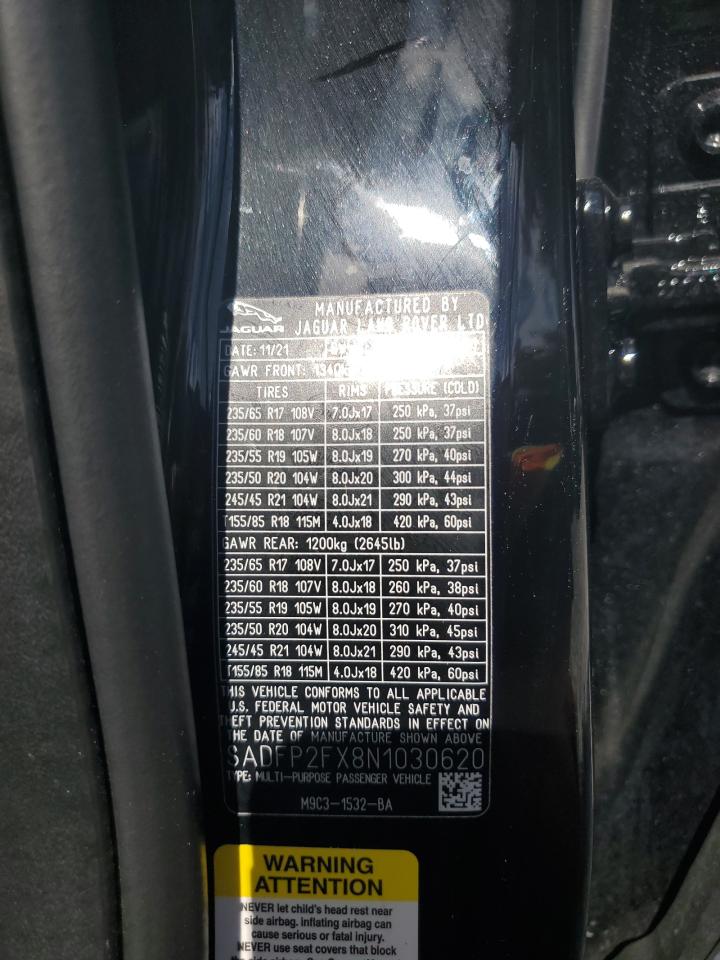 JAGUAR
MANUFACTURED BY
JAGUAR LAND ROVER LTD
DATE: 11/21
GAWR FRONT: 1340k
TIRES RIMS PRESSURE (COLD)
235/65 R17 108V 7.0Jx17 250 kPa, 37psi
235/60 R18 107V 8.0Jx18 250 kPa, 37psi
235/55 R19 105W 8.0Jx19 270 kPa, 40psi
235/50 R20 104W 8.0Jx20 300 kPa, 44psi
245/45 R21 104W 8.0Jx21 290 kPa, 43psi
T155/85 R18 115M 4.0Jx18 420 kPa, 60psi
GAWR REAR: 1200kg (2645lb)
235/65 R17 108V 7.0Jx17 250 kPa, 37psi
235/60 R18 107V 8.0Jx18 260 kPa, 38psi
235/55 R19 105W 8.0Jx19 270 kPa, 40psi
235/50 R20 104W 8.0Jx20 310 kPa, 45psi
245/45 R21 104W 8.0Jx21 290 kPa, 43psi
T155/85 R18 115M 4.0Jx18 420 kPa, 60psi
THIS VEHICLE CONFORMS TO ALL APPLICABLE
U.S. FEDERAL MOTOR VEHICLE SAFETY AND
THEFT PREVENTION STANDARDS IN EFFECT ON
THE DATE OF MANUFACTURE SHOWN ABOVE
SADFP2FX8N1030620
TYPE: MULTI-PURPOSE PASSENGER VEHICLE
M9C3-1532-BA
WARNING
ATTENTION
NEVER let child's head rest near
side airbag. inflating airbag can
cause serious or fatal injury.
NEVER use seat covers that block